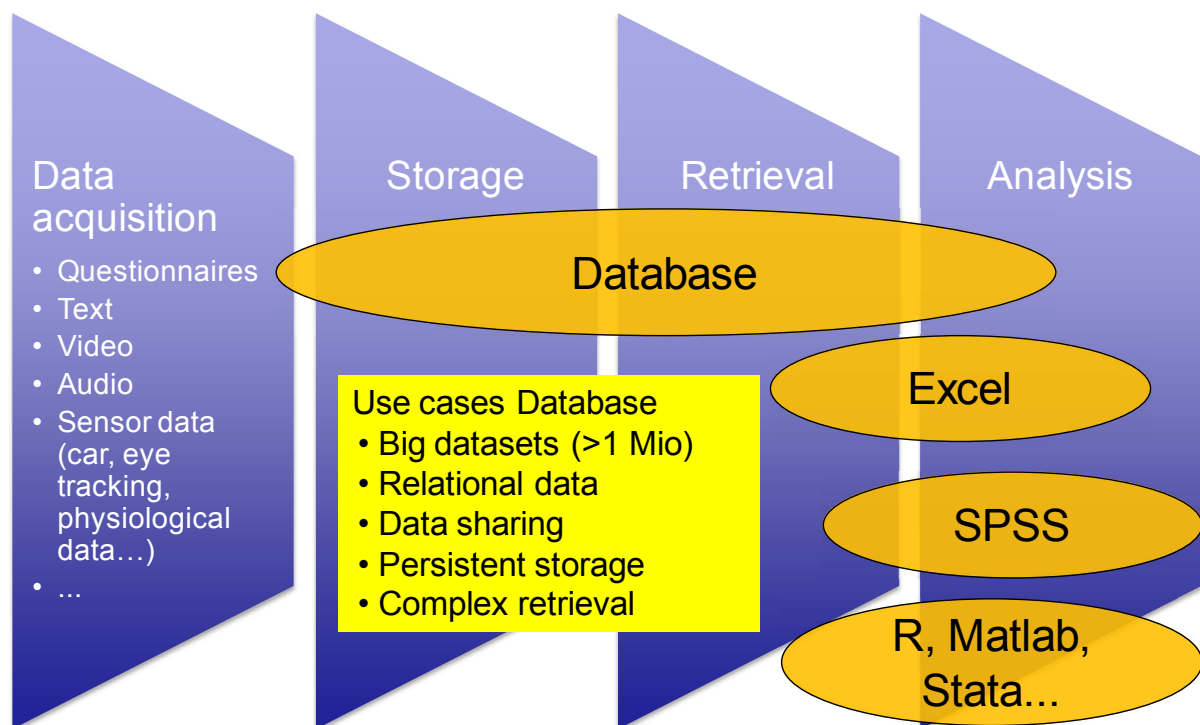 Data
acquisition
• Questionnaires
• Text
• Video
• Audio
• Sensor data
(car, eye
tracking,
physiological
data…)
• ...
Storage
Retrieval
Analysis
Database
Excel
SPSS
R, Matlab,
Stata...
Use cases Database
• Big datasets (>1 Mio)
• Relational data
• Data sharing
• Persistent storage
• Complex retrieval